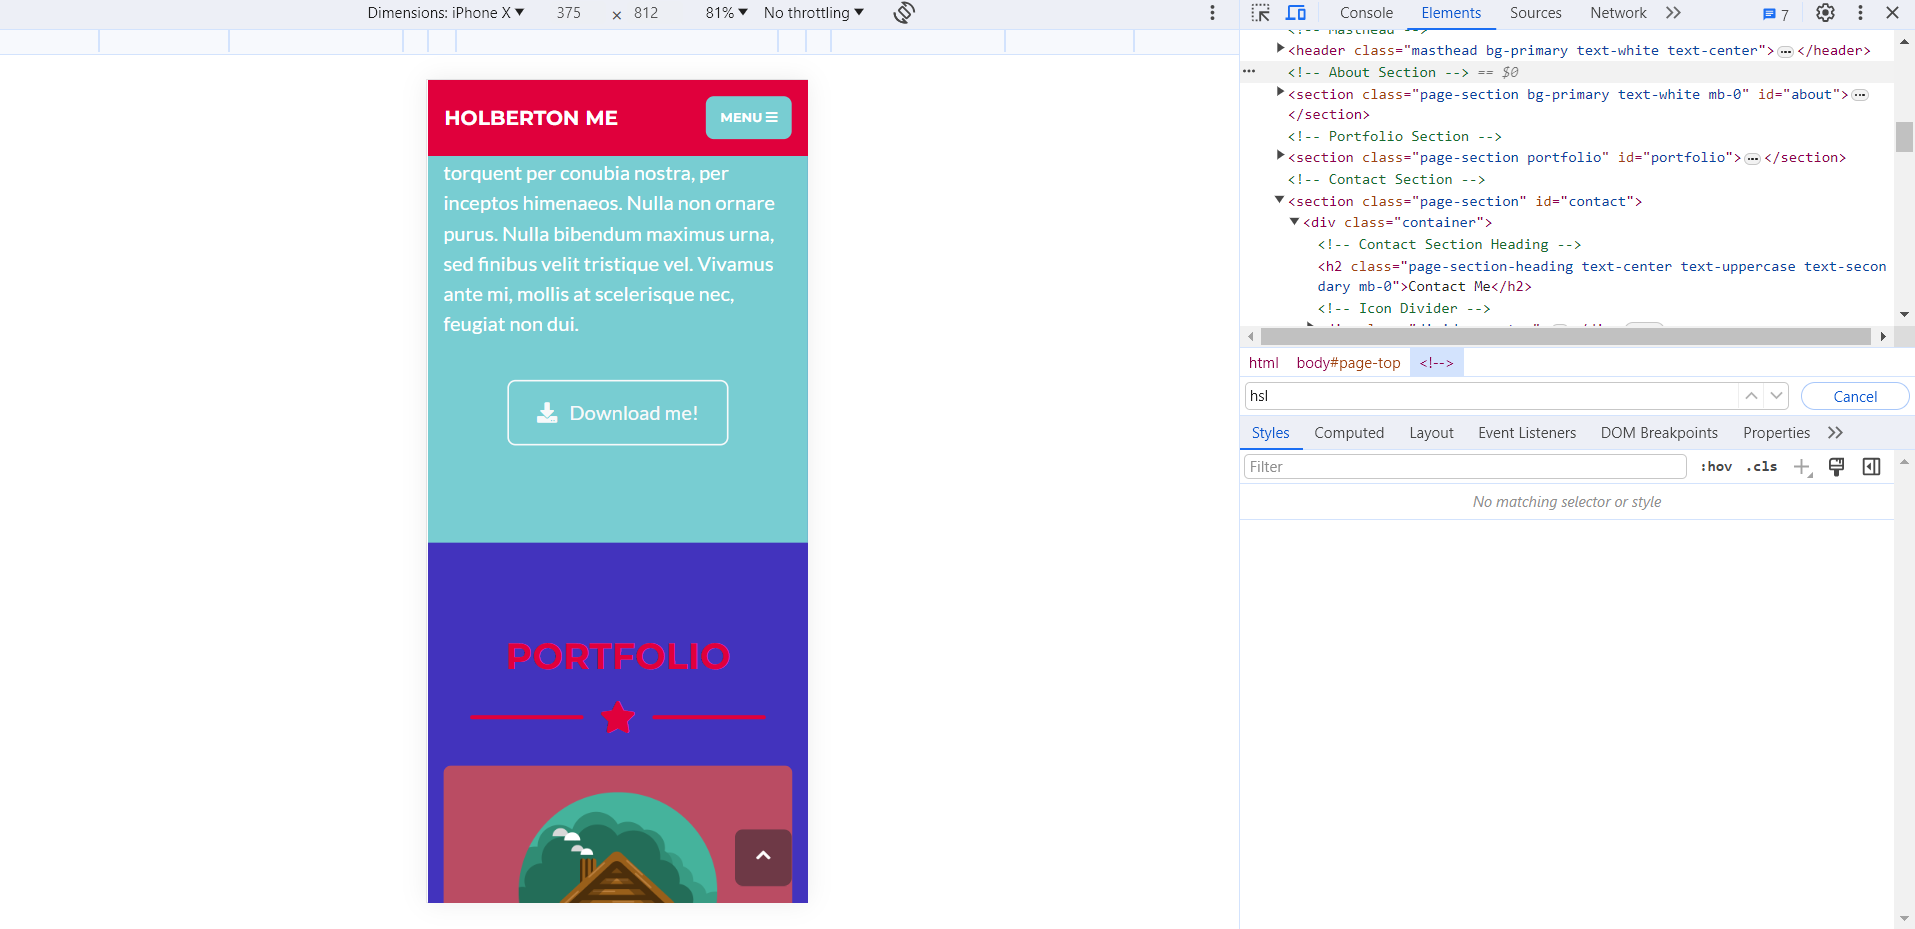 Dimensions: iPhone X ▼ 375 × 812 81% ▼ No throttling ▼
Console Elements Sources Network 7
HOLBERTON ME
MENU
torquent per conubia nostra, per
inceptos himenaeos. Nulla non ornare
purus. Nulla bibendum maximus urna,
sed finibus velit tristique vel. Vivamus
ante mi, mollis at scelerisque nec,
feugiat non dui.
Download me!
PORTFOLIO
<!-- Masthead -->
<header class="masthead bg-primary text-white text-center"> … </header>
<!-- About Section --> == $0
<section class="page-section bg-primary text-white mb-0" id="about"> …
</section>
<!-- Portfolio Section -->
<section class="page-section portfolio" id="portfolio"> … </section>
<!-- Contact Section -->
<section class="page-section" id="contact">
<div class="container">
<!-- Contact Section Heading -->
<h2 class="page-section-heading text-center text-uppercase text-secon
dary mb-0">Contact Me</h2>
<!-- Icon Divider -->
html body#page-top <!-->
hsl Cancel
Styles Computed Layout Event Listeners DOM Breakpoints Properties
Filter :hov .cls
No matching selector or style